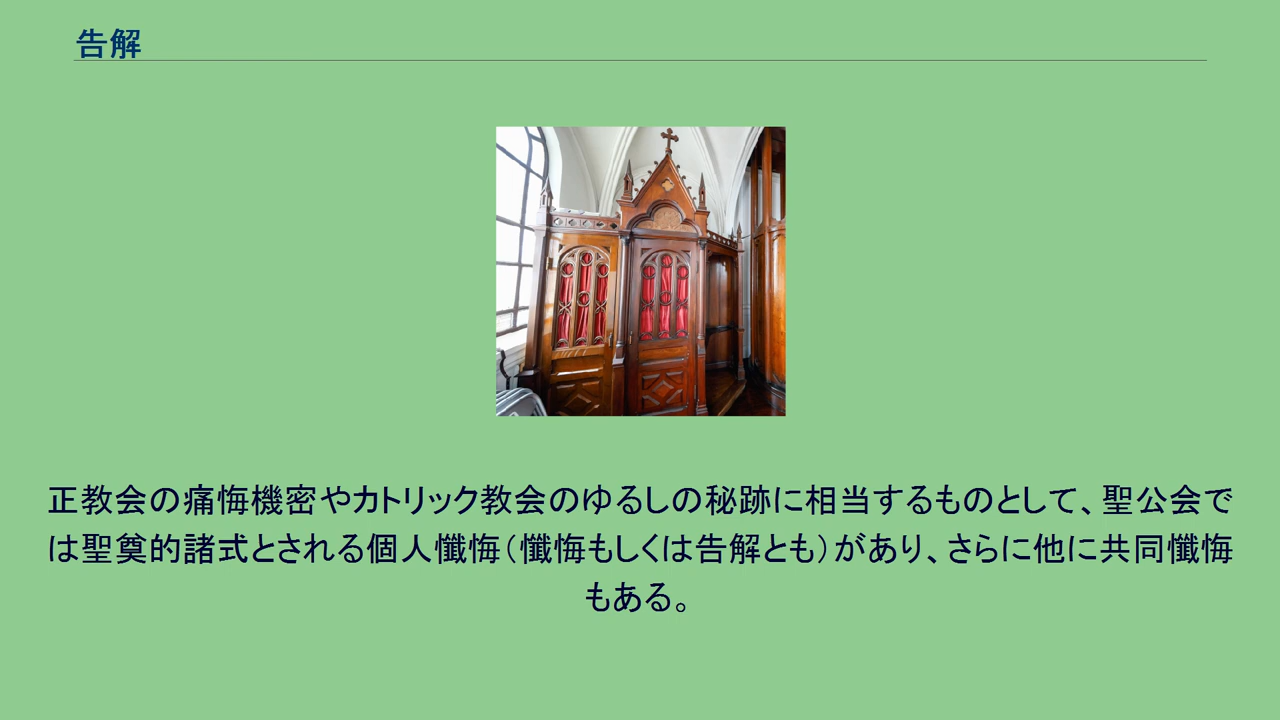 告解
正教会の痛悔機密やカトリック教会のゆるしの秘跡に相当するものとして、聖公会で
は聖奠的諸式とされる個人懺悔（懺悔もしくは告解とも）があり、さらに他に共同懺悔
もある。